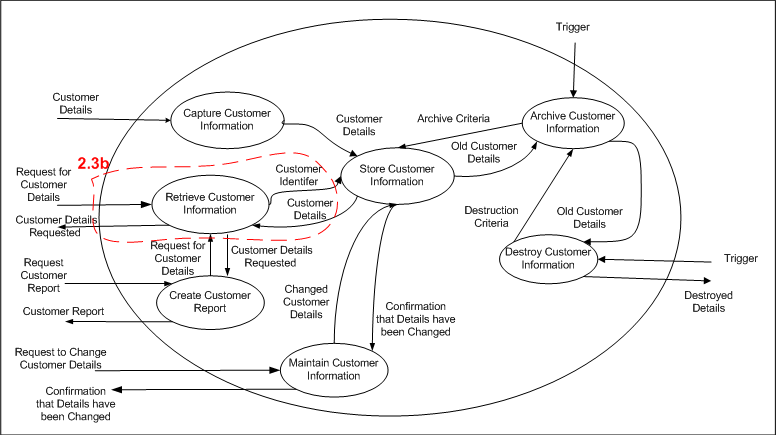 Trigger
Customer
Details
Capture Customer
Information
Customer
Details
Archive Criteria
Archive Customer
Information
Old Customer
Details
2.3b
Request for
Customer
Details
Customer
Identifer
Store Customer
Information
Retrieve Customer
Information
Customer
Details
Customer Details
Requested
Destruction
Criteria
Old Customer
Details
Request for
Customer
Details
Customer Details
Requested
Destroy Customer
Information
Trigger
Destroyed
Details
Request
Customer
Report
Create Customer
Report
Customer Report
Changed
Customer
Details
Confirmation
that Details have
been Changed
Request to Change
Customer Details
Maintain Customer
Information
Confirmation
that Details have
been Changed